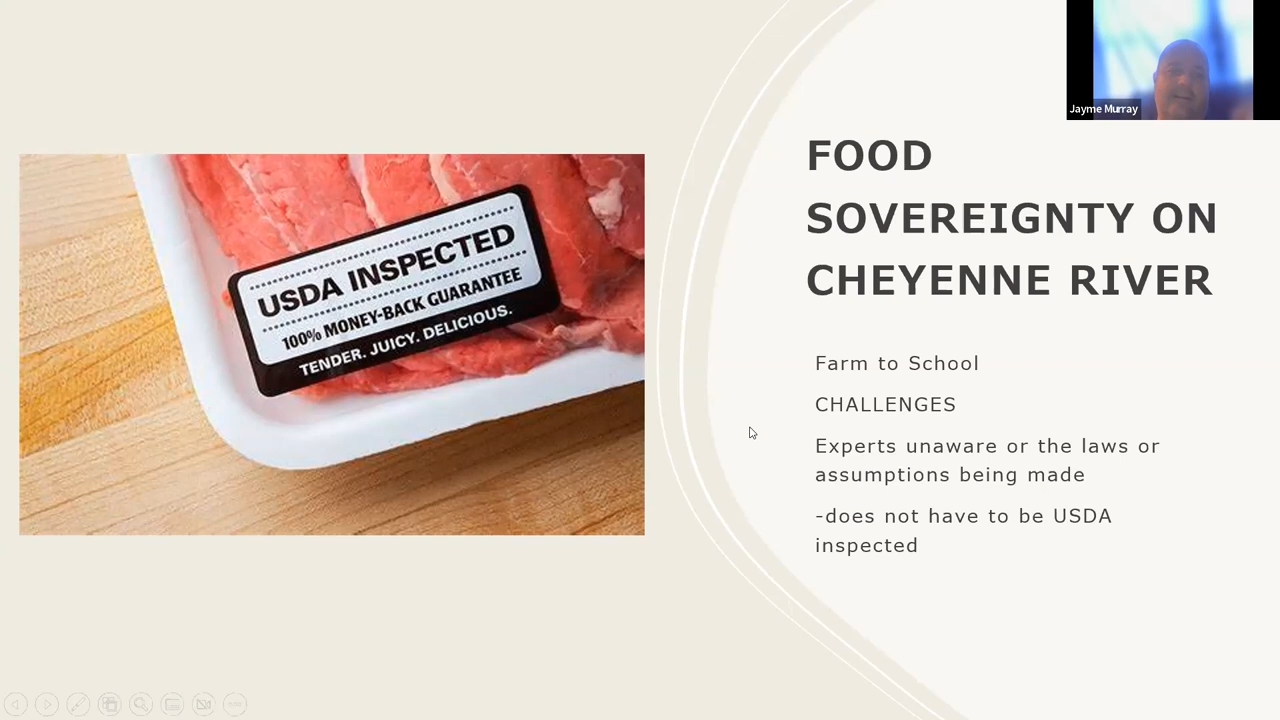 Jayme Murray
FOOD
SOVEREIGNTY ON
CHEYENNE RIVER
USDA INSPECTED
100% MONEY-BACK GUARANTEE
TENDER. JUICY. DELICIOUS.
Farm to School
CHALLENGES
Experts unaware or the laws or
assumptions being made
-does not have to be USDA
inspected